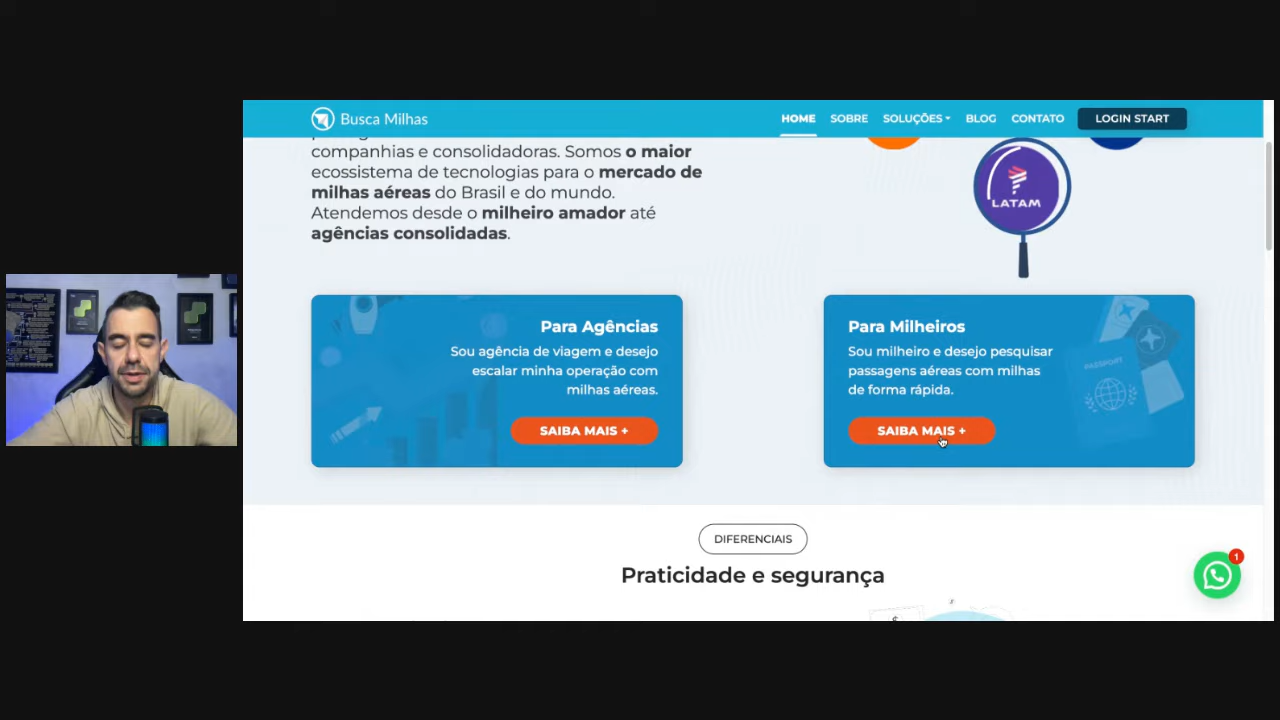 Busca Milhas
HOME
SOBRE
SOLUÇÕES
BLOG
CONTATO
LOGIN START
companhias e consolidadoras. Somos o maior
ecossistema de tecnologias para o mercado de
milhas aéreas do Brasil e do mundo.
Atendemos desde o milheiro amador até
agências consolidadas.
LATAM
Para Agências
Sou agência de viagem e desejo
escalar minha operação com
milhas aéreas.
SAIBA MAIS +
Para Milheiros
Sou milheiro e desejo pesquisar
passagens aéreas com milhas
de forma rápida.
SAIBA MAIS +
PASSPORT
DIFERENCIAIS
Praticidade e segurança
1
$